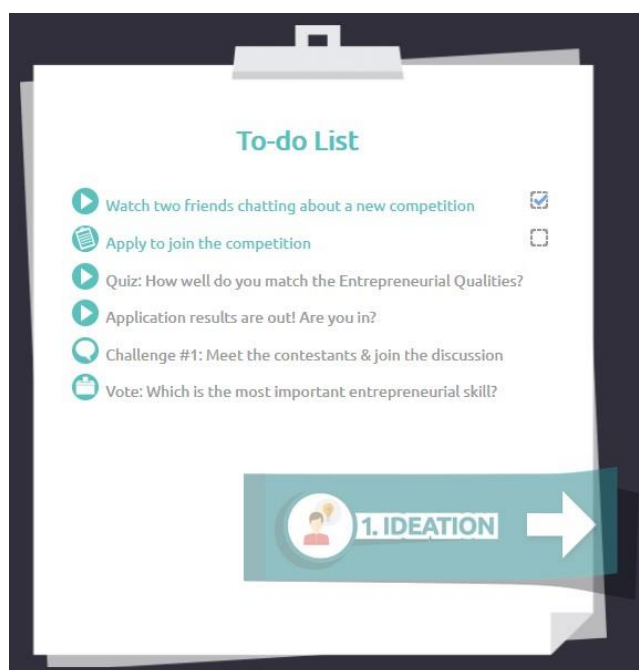 To-do List
Watch two friends chatting about a new competition
Apply to join the competition
Quiz: How well do you match the Entrepreneurial Qualities?
Application results are out! Are you in?
Challenge #1: Meet the contestants & join the discussion
Vote: Which is the most important entrepreneurial skill?
1. IDEATION